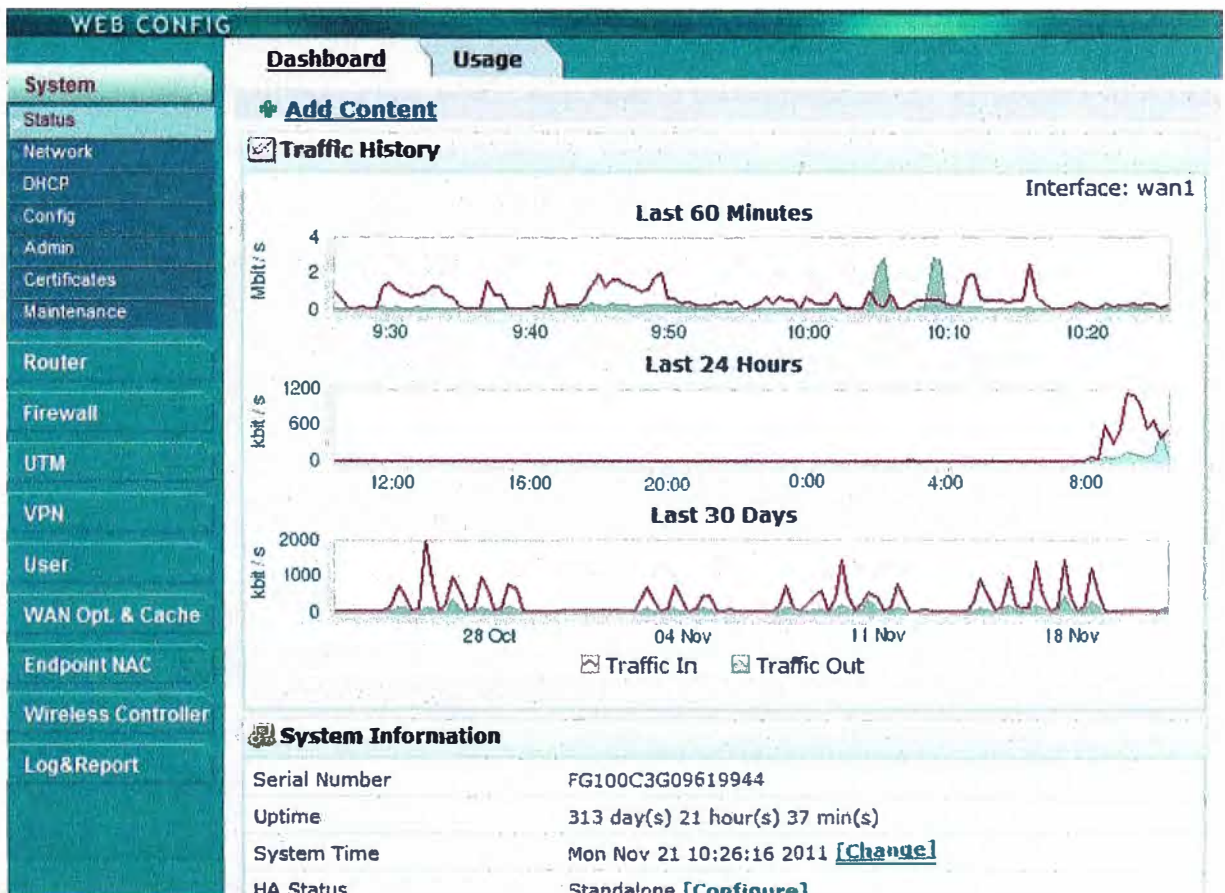 WEB CONFIG
Dashboard
Usage
System
Status
Network
DHCP
Config
Admin
Certificates
Maintenance
Router
Firewall
UTM
VPN
User
WAN Opt. & Cache
Endpoint NAC
Wireless Controller
Log&Report
Add Content
Traffic History
Interface: wan1
Last 60 Minutes
Mbit / s
4
2
0
9:30 9:40 9:50 10:00 10:10 10:20
Last 24 Hours
kbit / s
1200
600
0
12:00 16:00 20:00 0:00 4:00 8:00
Last 30 Days
kbit / s
2000
1000
0
28 Oct 04 Nov 11 Nov 18 Nov
Traffic In Traffic Out
System Information
Serial Number FG100C3G09619944
Uptime 313 day(s) 21 hour(s) 37 min(s)
System Time Mon Nov 21 10:26:16 2011 [Change]
HA Status Standalone [Configure]